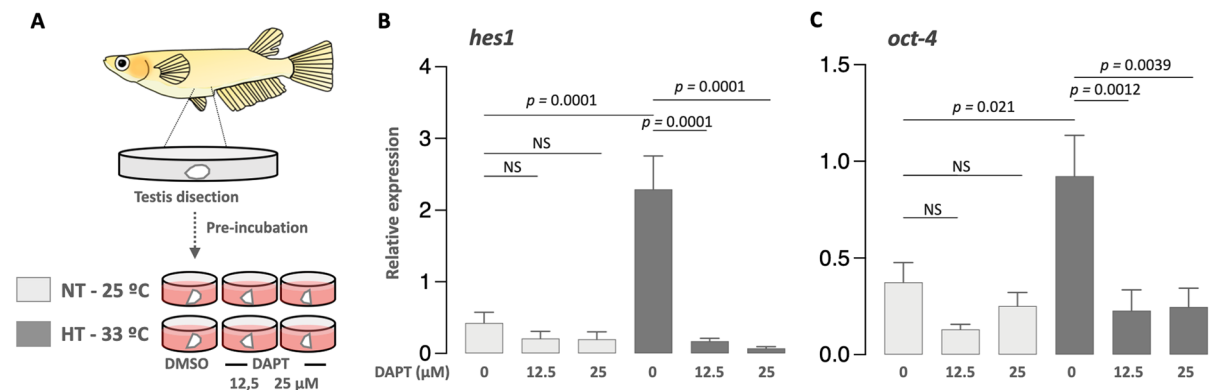 A
Testis disection
Pre-incubation
NT - 25 ºC
HT - 33 ºC
DMSO
DAPT
12,5 25 µM
B
hes1
Relative expression
4
3
2
1
0
p = 0.0001
p = 0.0001
p = 0.0001
NS
NS
DAPT (µM) 0 12.5 25 0 12.5 25
C
oct-4
1.5
1.0
0.5
0.0
p = 0.0039
p = 0.0012
p = 0.021
NS
NS
0 12.5 25 0 12.5 25